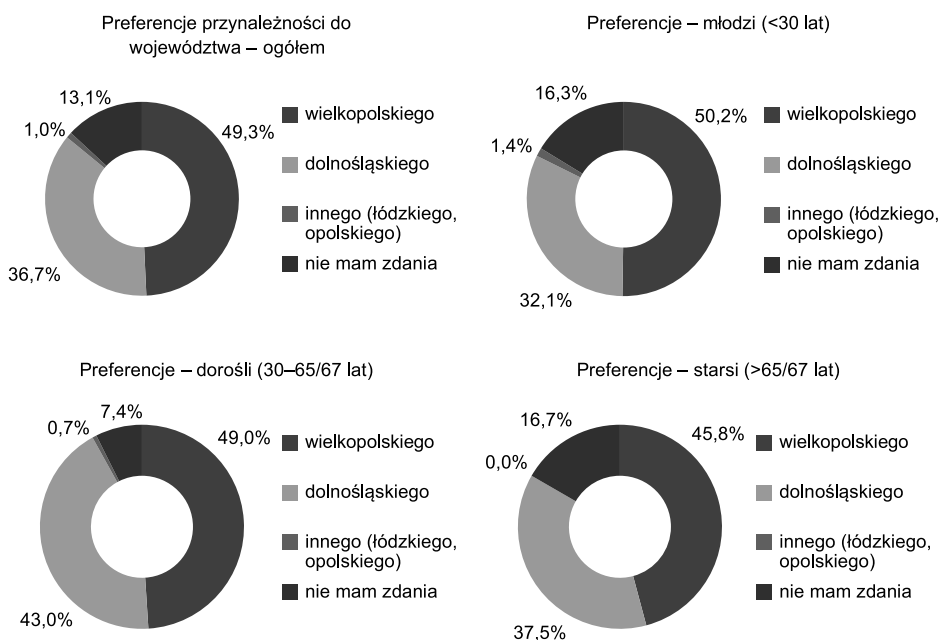 Preferencje przynależności do
województwa – ogółem
13,1%
1,0%
49,3%
36,7%
wielkopolskiego
dolnośląskiego
innego (łódzkiego,
opolskiego)
nie mam zdania
Preferencje – młodzi (<30 lat)
16,3%
1,4%
50,2%
32,1%
wielkopolskiego
dolnośląskiego
innego (łódzkiego,
opolskiego)
nie mam zdania
Preferencje – dorośli (30–65/67 lat)
7,4%
0,7%
49,0%
43,0%
wielkopolskiego
dolnośląskiego
innego (łódzkiego,
opolskiego)
nie mam zdania
Preferencje – starsi (>65/67 lat)
16,7%
0,0%
45,8%
37,5%
wielkopolskiego
dolnośląskiego
innego (łódzkiego,
opolskiego)
nie mam zdania